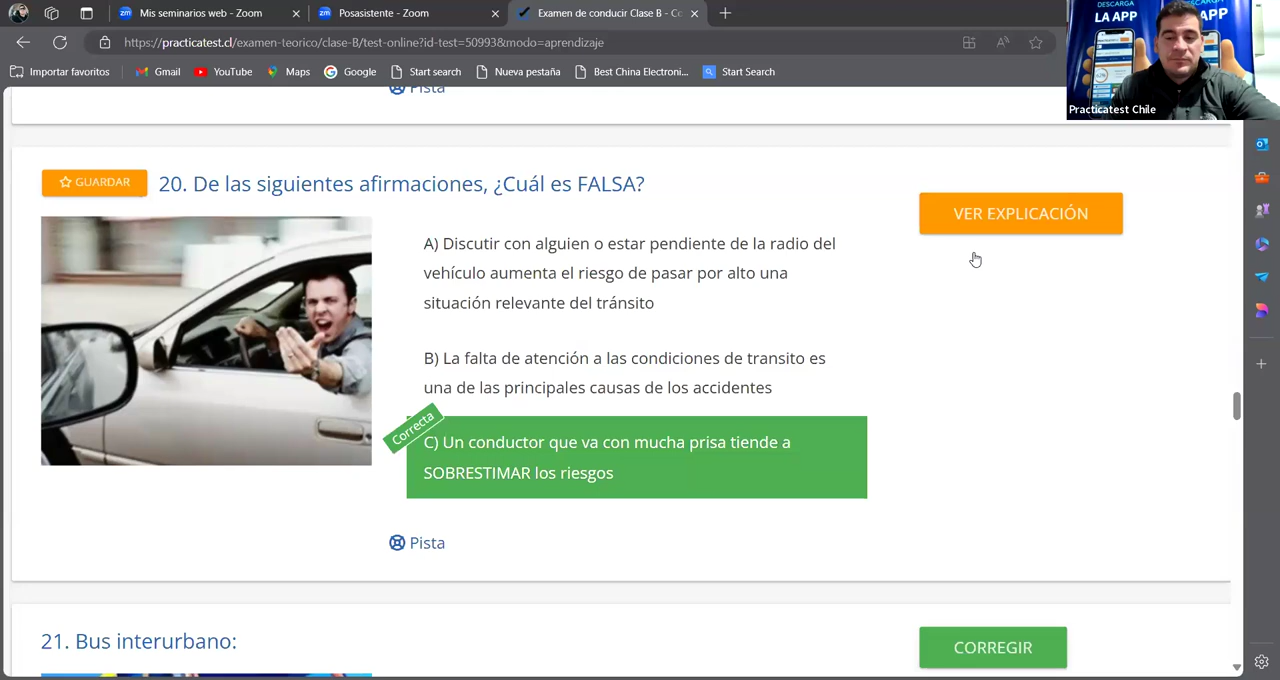 Mis seminarios web - Zoom
Posasistente - Zoom
Examen de conducir Clase B - Co
https://practicatest.cl/examen-teorico/clase-B/test-online?id-test=50993&modo=aprendizaje
Importar favoritos
Gmail
YouTube
Maps
Google
Start search
Nueva pestaña
Best China Electroni...
Start Search
DESCARGA
LA APP
DESCARGA
APP
Practicatest Chile
Pista
GUARDAR
20. De las siguientes afirmaciones, ¿Cuál es FALSA?
VER EXPLICACIÓN
A) Discutir con alguien o estar pendiente de la radio del
vehículo aumenta el riesgo de pasar por alto una
situación relevante del tránsito
B) La falta de atención a las condiciones de transito es
una de las principales causas de los accidentes
Correcta
C) Un conductor que va con mucha prisa tiende a
SOBRESTIMAR los riesgos
Pista
21. Bus interurbano:
CORREGIR